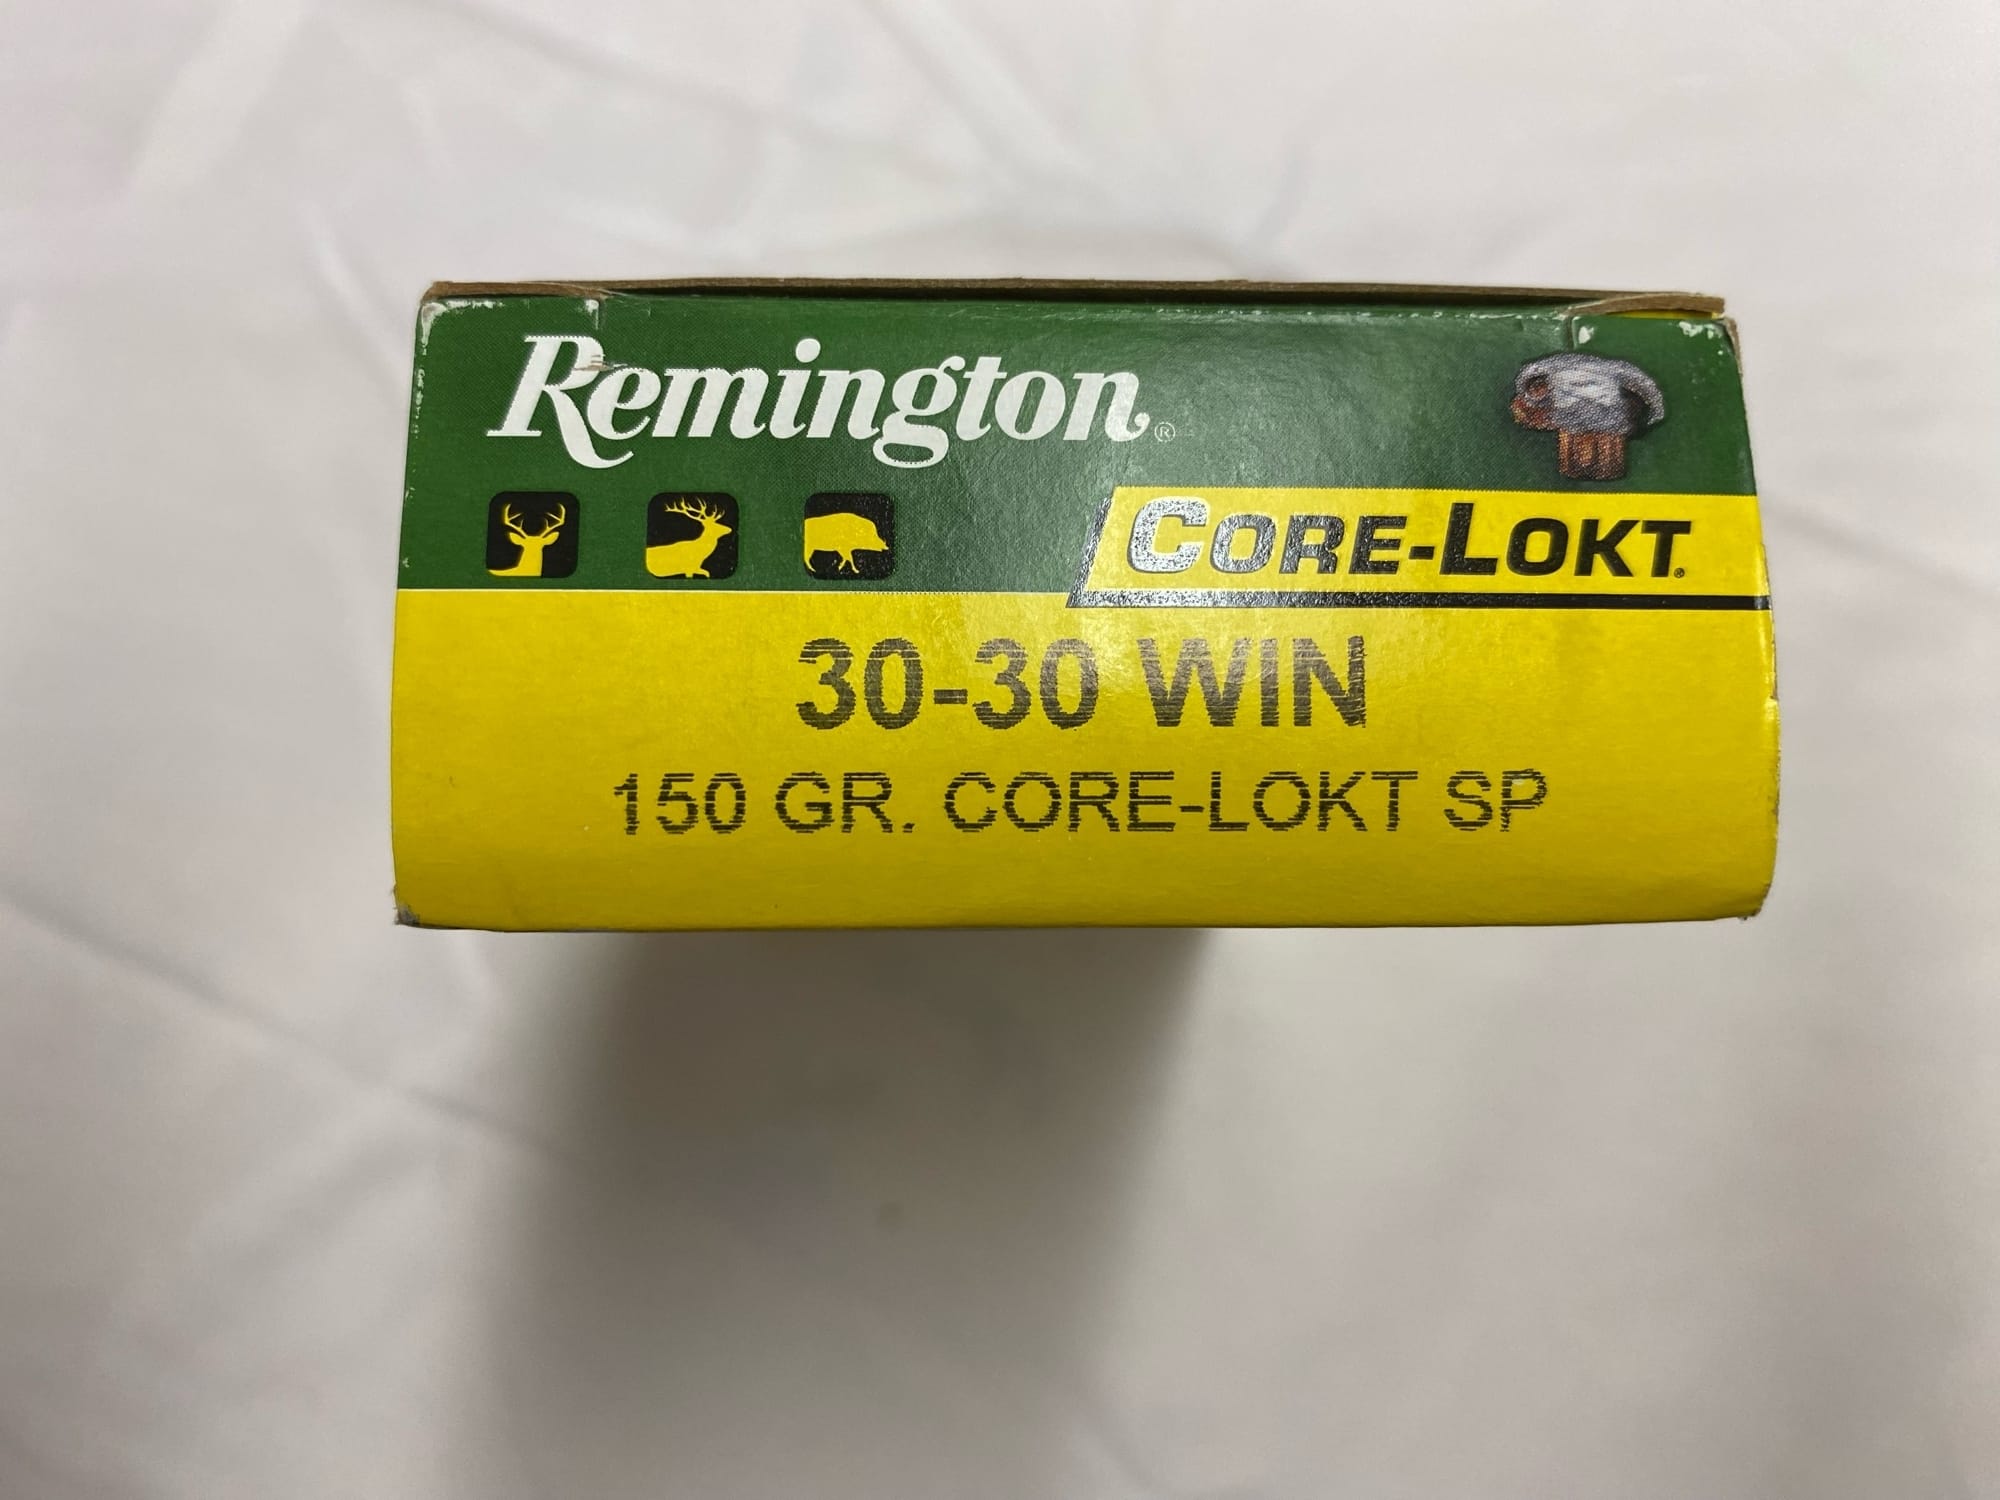 Remington®
CORE-LOKT®
30-30 WIN
150 GR. CORE-LOKT SP